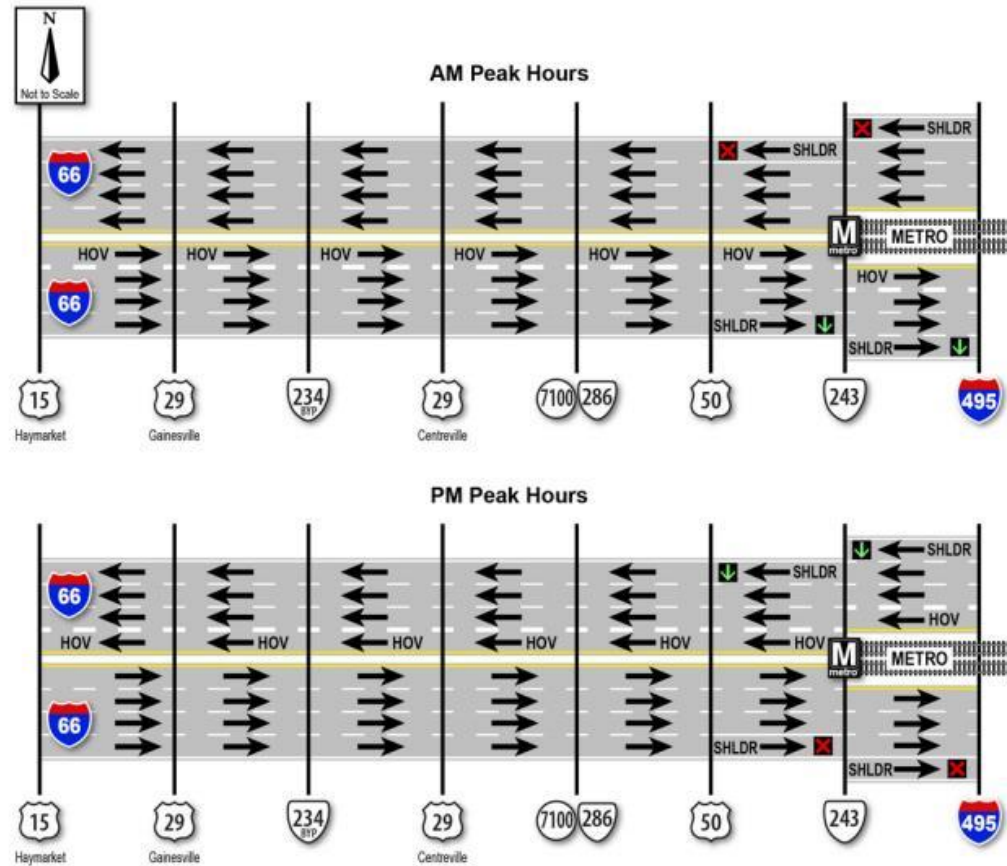 N
Not to Scale
AM Peak Hours
SHLDR
SHLDR
66
METRO
M
metro
HOV HOV HOV HOV HOV HOV
HOV
66
SHLDR
SHLDR
15 29 234 29 7100 286 50 243 495
BYP
Haymarket Gainesville Centreville
PM Peak Hours
SHLDR
SHLDR
66
HOV
HOV HOV HOV HOV HOV HOV
M
metro
METRO
66
SHLDR
SHLDR
15 29 234 29 7100 286 50 243 495
BYP
Haymarket Gainesville Centreville